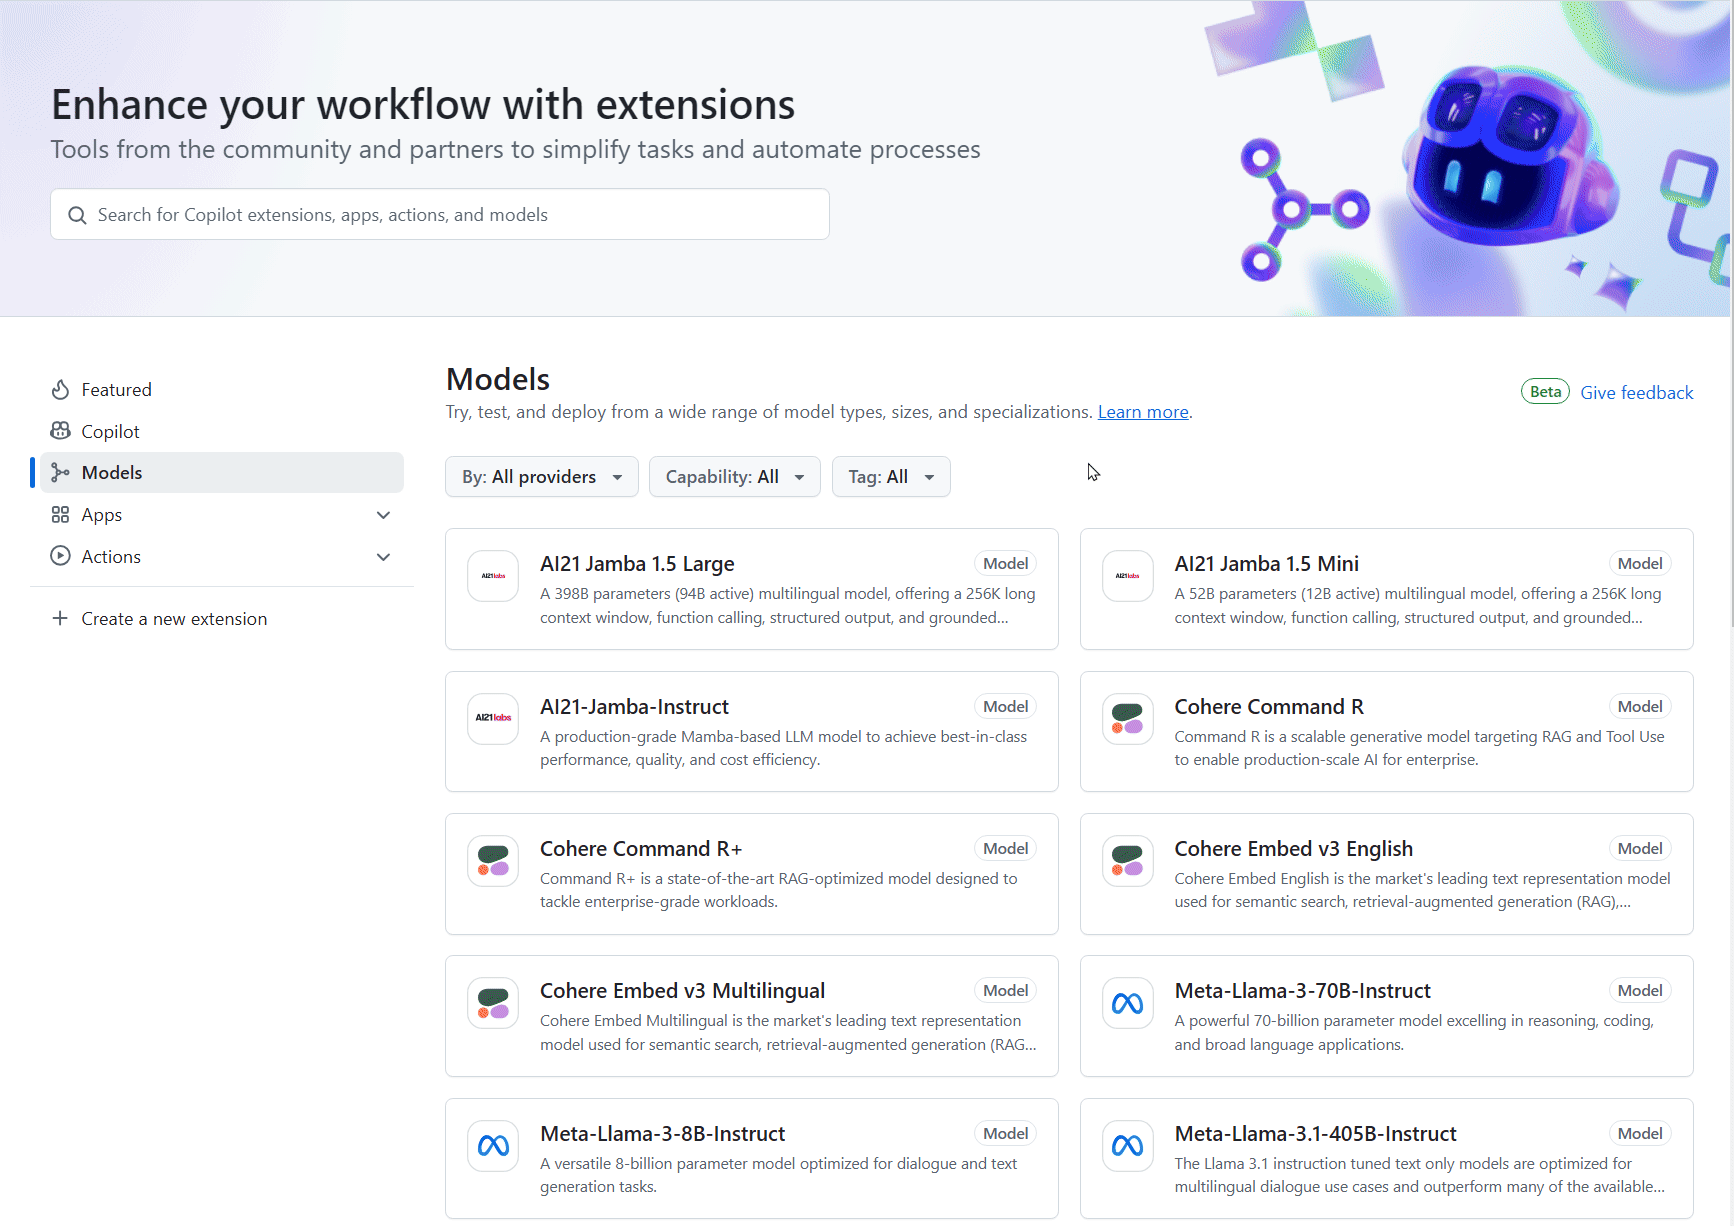 Enhance your workflow with extensions
Tools from the community and partners to simplify tasks and automate processes
Search for Copilot extensions, apps, actions, and models
Featured
Copilot
Models
Apps
Actions
Create a new extension
Models
Try, test, and deploy from a wide range of model types, sizes, and specializations. Learn more.
Beta Give feedback
By: All providers Capability: All Tag: All
AI21labs
AI21 Jamba 1.5 Large Model
A 398B parameters (94B active) multilingual model, offering a 256K long
context window, function calling, structured output, and grounded...
AI21labs
AI21 Jamba 1.5 Mini Model
A 52B parameters (12B active) multilingual model, offering a 256K long
context window, function calling, structured output, and grounded...
AI21labs
AI21-Jamba-Instruct Model
A production-grade Mamba-based LLM model to achieve best-in-class
performance, quality, and cost efficiency.
Cohere Command R Model
Command R is a scalable generative model targeting RAG and Tool Use
to enable production-scale AI for enterprise.
Cohere Command R+ Model
Command R+ is a state-of-the-art RAG-optimized model designed to
tackle enterprise-grade workloads.
Cohere Embed v3 English Model
Cohere Embed English is the market's leading text representation model
used for semantic search, retrieval-augmented generation (RAG),...
Cohere Embed v3 Multilingual Model
Cohere Embed Multilingual is the market's leading text representation
model used for semantic search, retrieval-augmented generation (RAG...
Meta-Llama-3-70B-Instruct Model
A powerful 70-billion parameter model excelling in reasoning, coding,
and broad language applications.
Meta-Llama-3-8B-Instruct Model
A versatile 8-billion parameter model optimized for dialogue and text
generation tasks.
Meta-Llama-3.1-405B-Instruct Model
The Llama 3.1 instruction tuned text only models are optimized for
multilingual dialogue use cases and outperform many of the available...